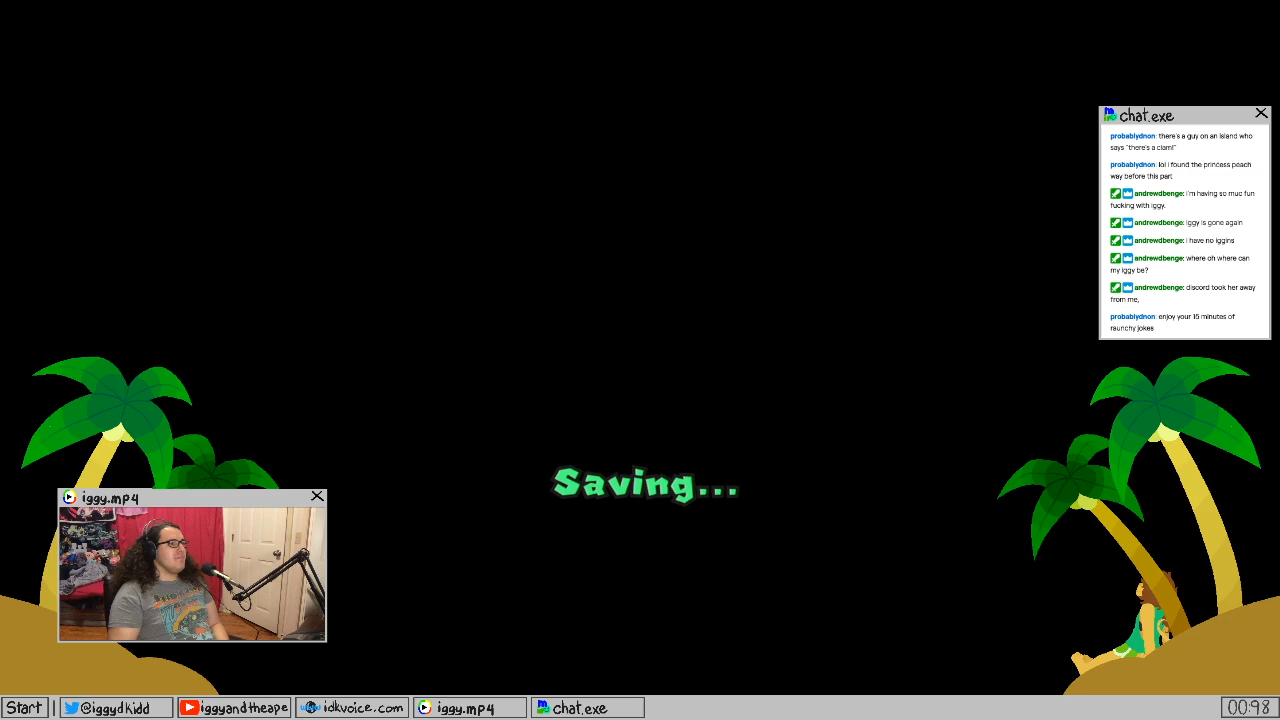 chat.exe
probablydnon: there's a guy on an island who
says "there's a clam!"
probablydnon: lol i found the princess peach
way before this part
andrewdbenge: i'm having so muc fun
fucking with iggy.
andrewdbenge: iggy is gone again
andrewdbenge: i have no iggins
andrewdbenge: where oh where can
my iggy be?
andrewdbenge: discord took her away
from me,
probablydnon: enjoy your 15 minutes of
raunchy jokes
Saving...
iggy.mp4
Start
@iggydkidd
iggyandtheape
idkvoice.com
iggy.mp4
chat.exe
00:98